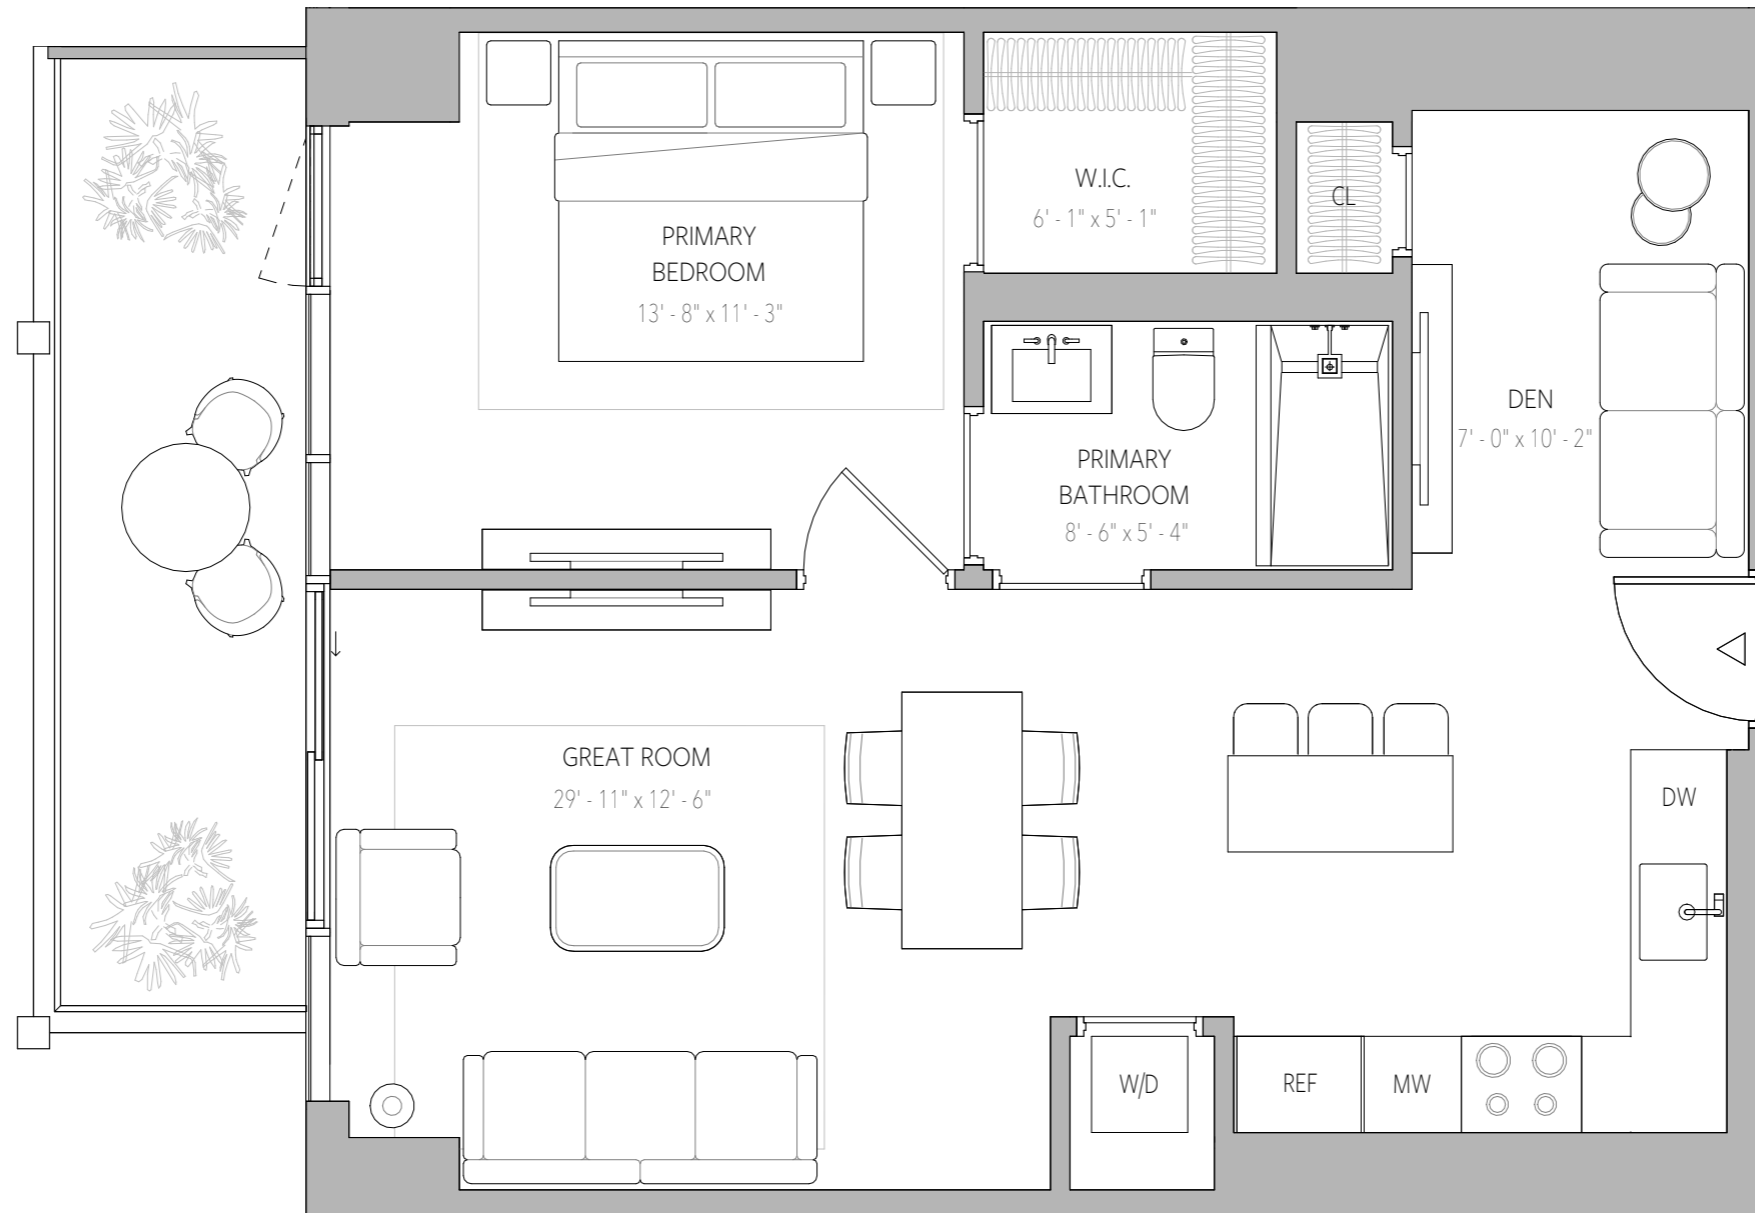 PRIMARY
BEDROOM
13' - 8" x 11' - 3"
W.I.C.
6' - 1" x 5' - 1"
CL
PRIMARY
BATHROOM
8' - 6" x 5' - 4"
DEN
7' - 0" x 10' - 2"
GREAT ROOM
29' - 11" x 12' - 6"
DW
W/D
REF
MW